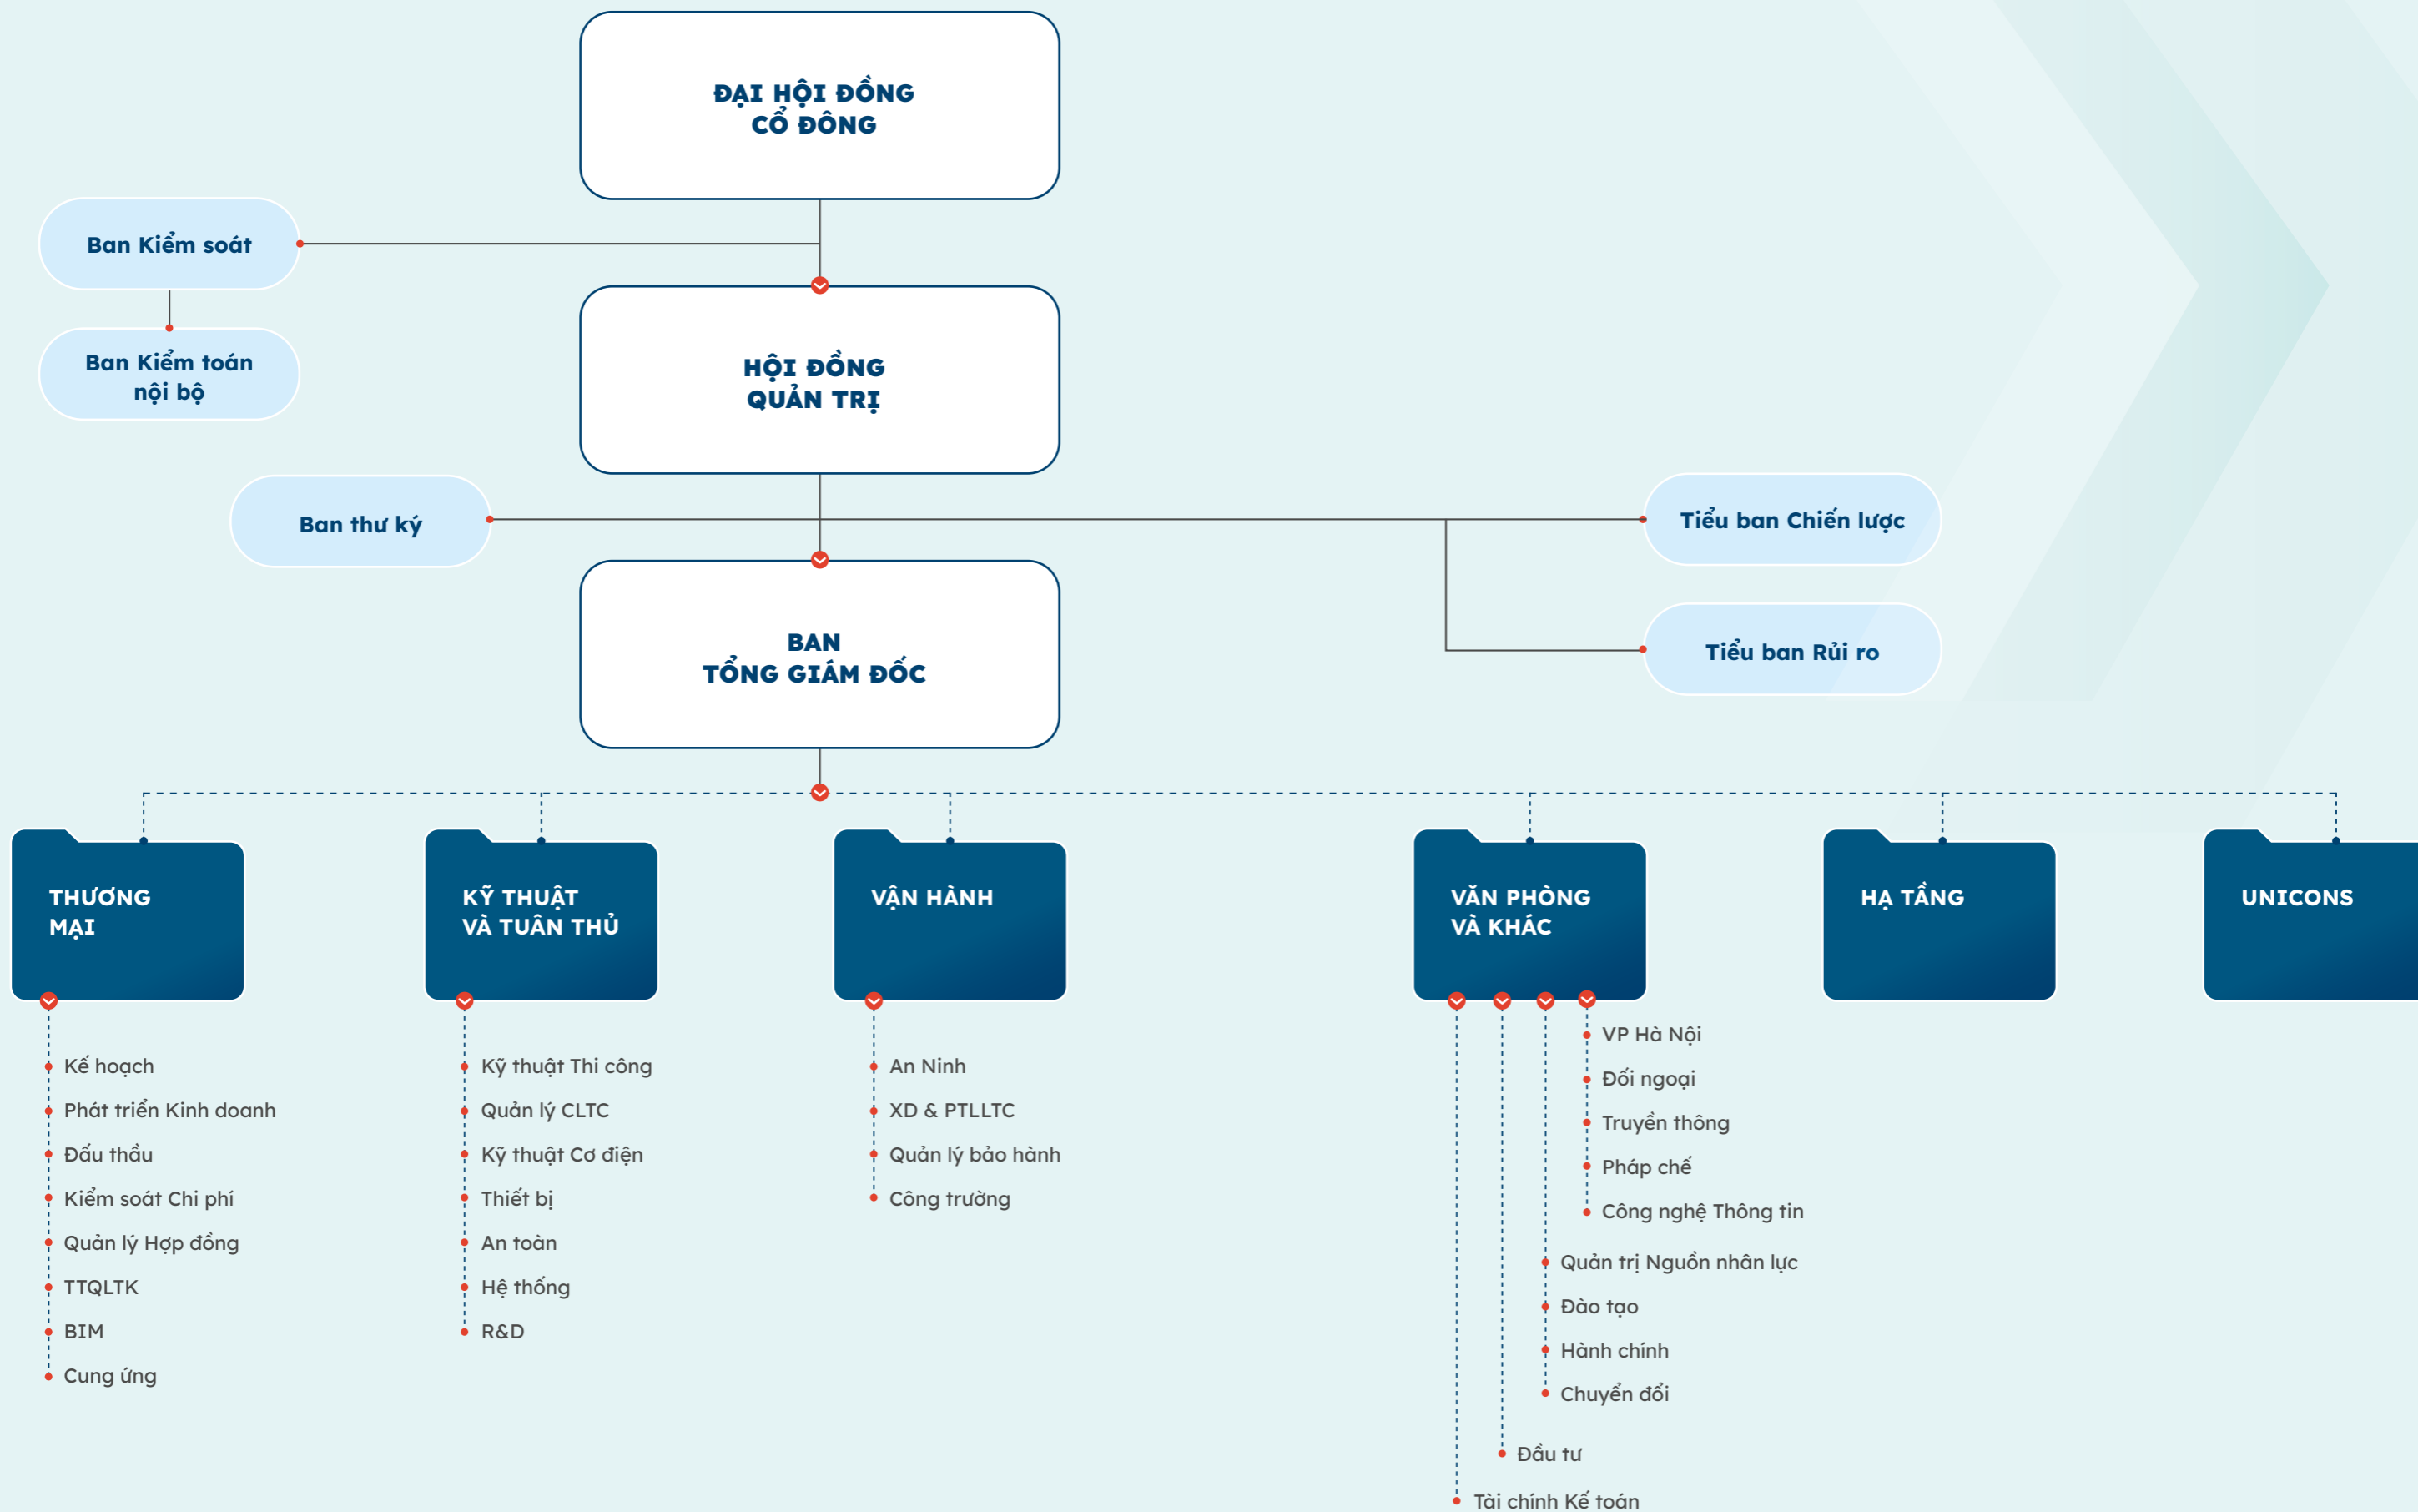 ĐẠI HỘI ĐỒNG
CỔ ĐÔNG
Ban Kiểm soát
Ban Kiểm toán
nội bộ
HỘI ĐỒNG
QUẢN TRỊ
Ban thư ký
Tiểu ban Chiến lược
Tiểu ban Rủi ro
BAN
TỔNG GIÁM ĐỐC
THƯƠNG
MẠI
Kế hoạch
Phát triển Kinh doanh
Đấu thầu
Kiểm soát Chi phí
Quản lý Hợp đồng
TTQLTK
BIM
Cung ứng
KỸ THUẬT
VÀ TUÂN THỦ
Kỹ thuật Thi công
Quản lý CLTC
Kỹ thuật Cơ điện
Thiết bị
An toàn
Hệ thống
R&D
VẬN HÀNH
An Ninh
XD & PTLLTC
Quản lý bảo hành
Công trường
VĂN PHÒNG
VÀ KHÁC
VP Hà Nội
Đối ngoại
Truyền thông
Pháp chế
Công nghệ Thông tin
Quản trị Nguồn nhân lực
Đào tạo
Hành chính
Chuyển đổi
Đầu tư
Tài chính Kế toán
HẠ TẦNG
UNICONS